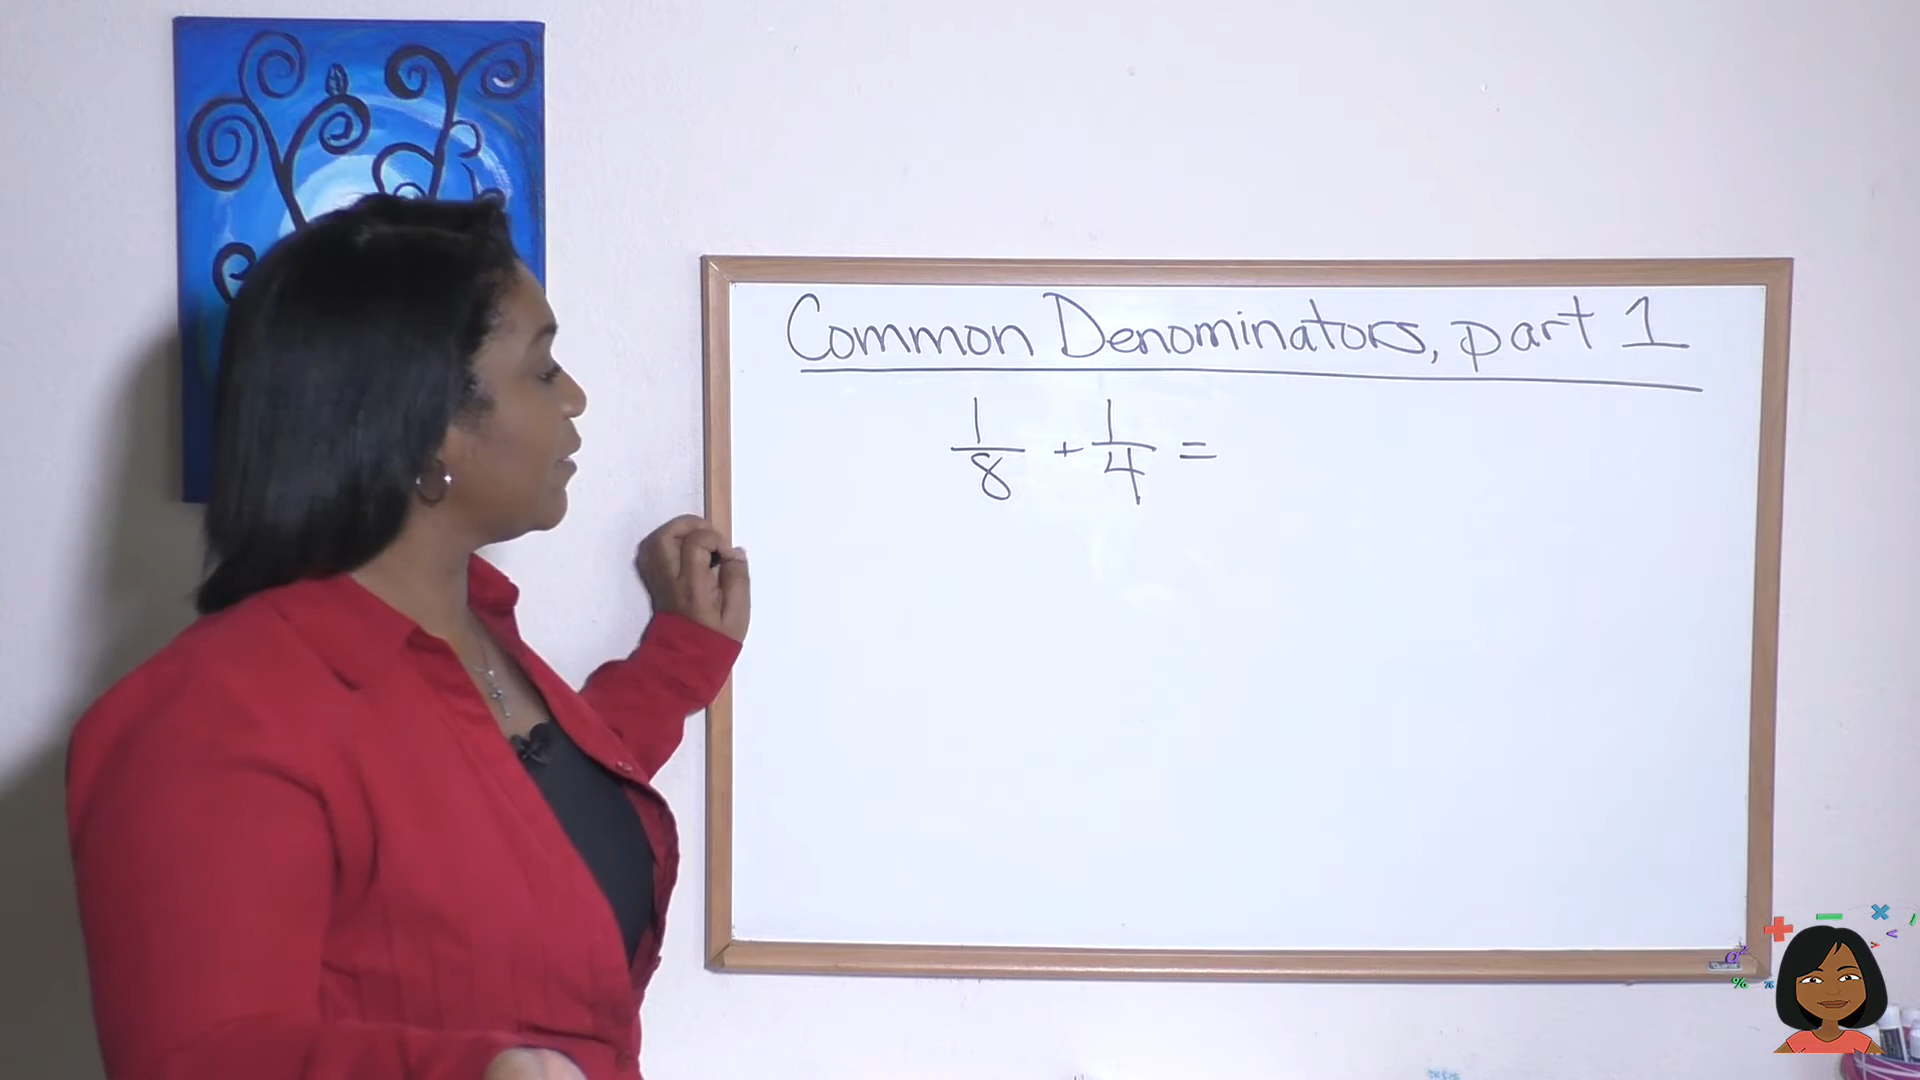 Common Denominators, part 1
1/8 + 1/4 =